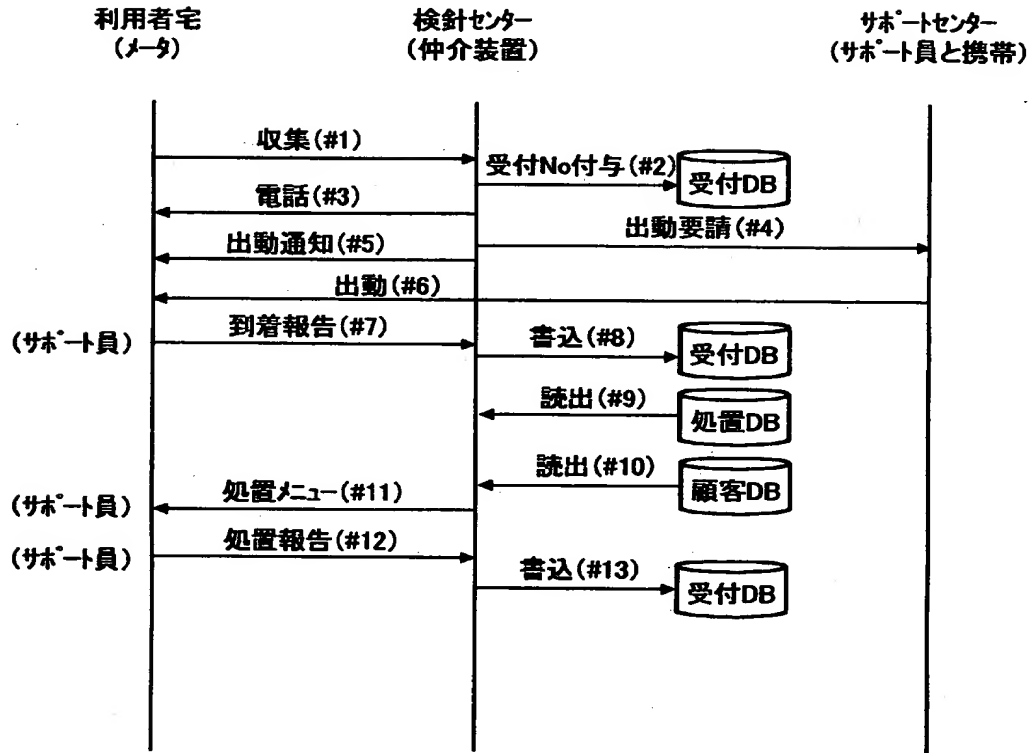 利用者宅
(ﾒｰﾀ)
検針ｾﾝﾀｰ
(仲介装置)
ｻﾎﾟｰﾄｾﾝﾀｰ
(ｻﾎﾟｰﾄ員と携帯)
収集(#1)
受付No付与(#2)
受付DB
電話(#3)
出動要請(#4)
出動通知(#5)
出動(#6)
(ｻﾎﾟｰﾄ員)
到着報告(#7)
書込(#8)
受付DB
読出(#9)
処置DB
読出(#10)
顧客DB
(ｻﾎﾟｰﾄ員)
処置ﾒﾆｭｰ(#11)
(ｻﾎﾟｰﾄ員)
処置報告(#12)
書込(#13)
受付DB